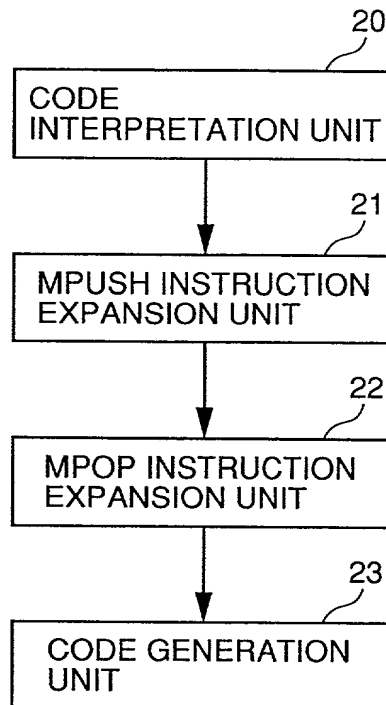 20
CODE
INTERPRETATION UNIT
21
MPUSH INSTRUCTION
EXPANSION UNIT
22
MPOP INSTRUCTION
EXPANSION UNIT
23
CODE GENERATION
UNIT